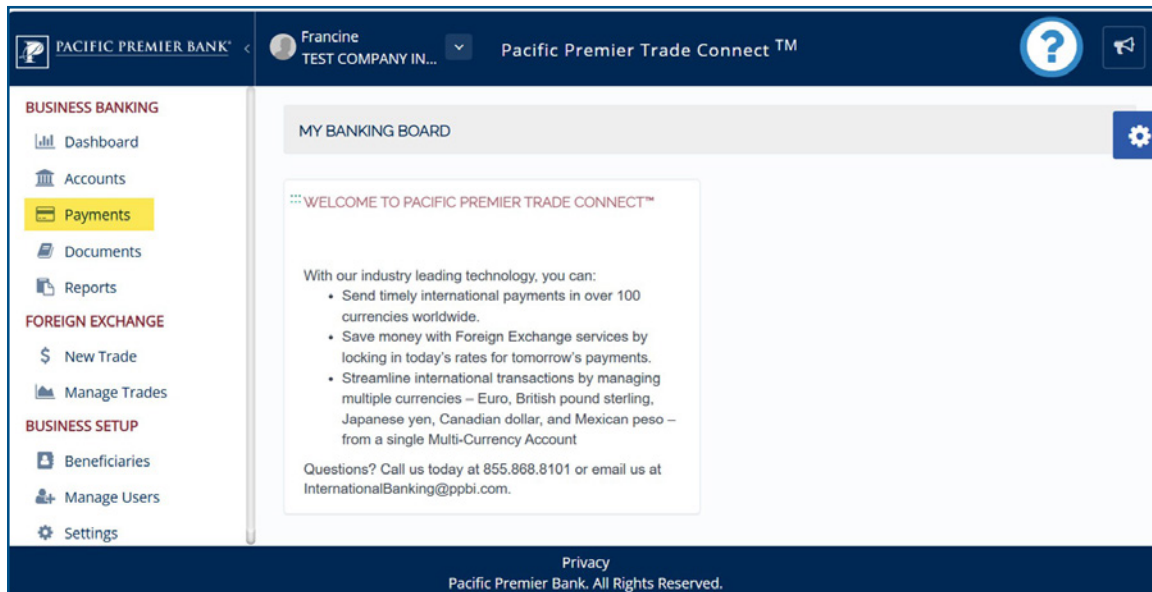 PACIFIC PREMIER BANK®
Francine
TEST COMPANY IN...
Pacific Premier Trade Connect TM
?
BUSINESS BANKING
Dashboard
Accounts
Payments
Documents
Reports
FOREIGN EXCHANGE
$ New Trade
Manage Trades
BUSINESS SETUP
Beneficiaries
Manage Users
Settings
MY BANKING BOARD
WELCOME TO PACIFIC PREMIER TRADE CONNECT™
With our industry leading technology, you can:
• Send timely international payments in over 100
currencies worldwide.
• Save money with Foreign Exchange services by
locking in today's rates for tomorrow's payments.
• Streamline international transactions by managing
multiple currencies – Euro, British pound sterling,
Japanese yen, Canadian dollar, and Mexican peso –
from a single Multi-Currency Account
Questions? Call us today at 855.868.8101 or email us at
InternationalBanking@ppbi.com.
Privacy
Pacific Premier Bank. All Rights Reserved.